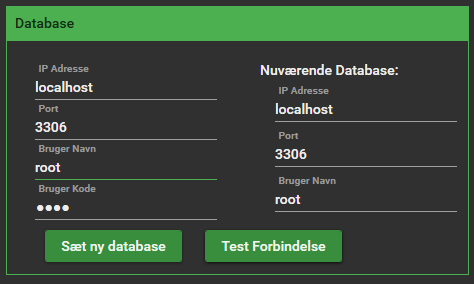 Database
IP Adresse
localhost
Port
3306
Bruger Navn
root
Bruger Kode
••••
Nuværende Database:
IP Adresse
localhost
Port
3306
Bruger Navn
root
Sæt ny database
Test Forbindelse